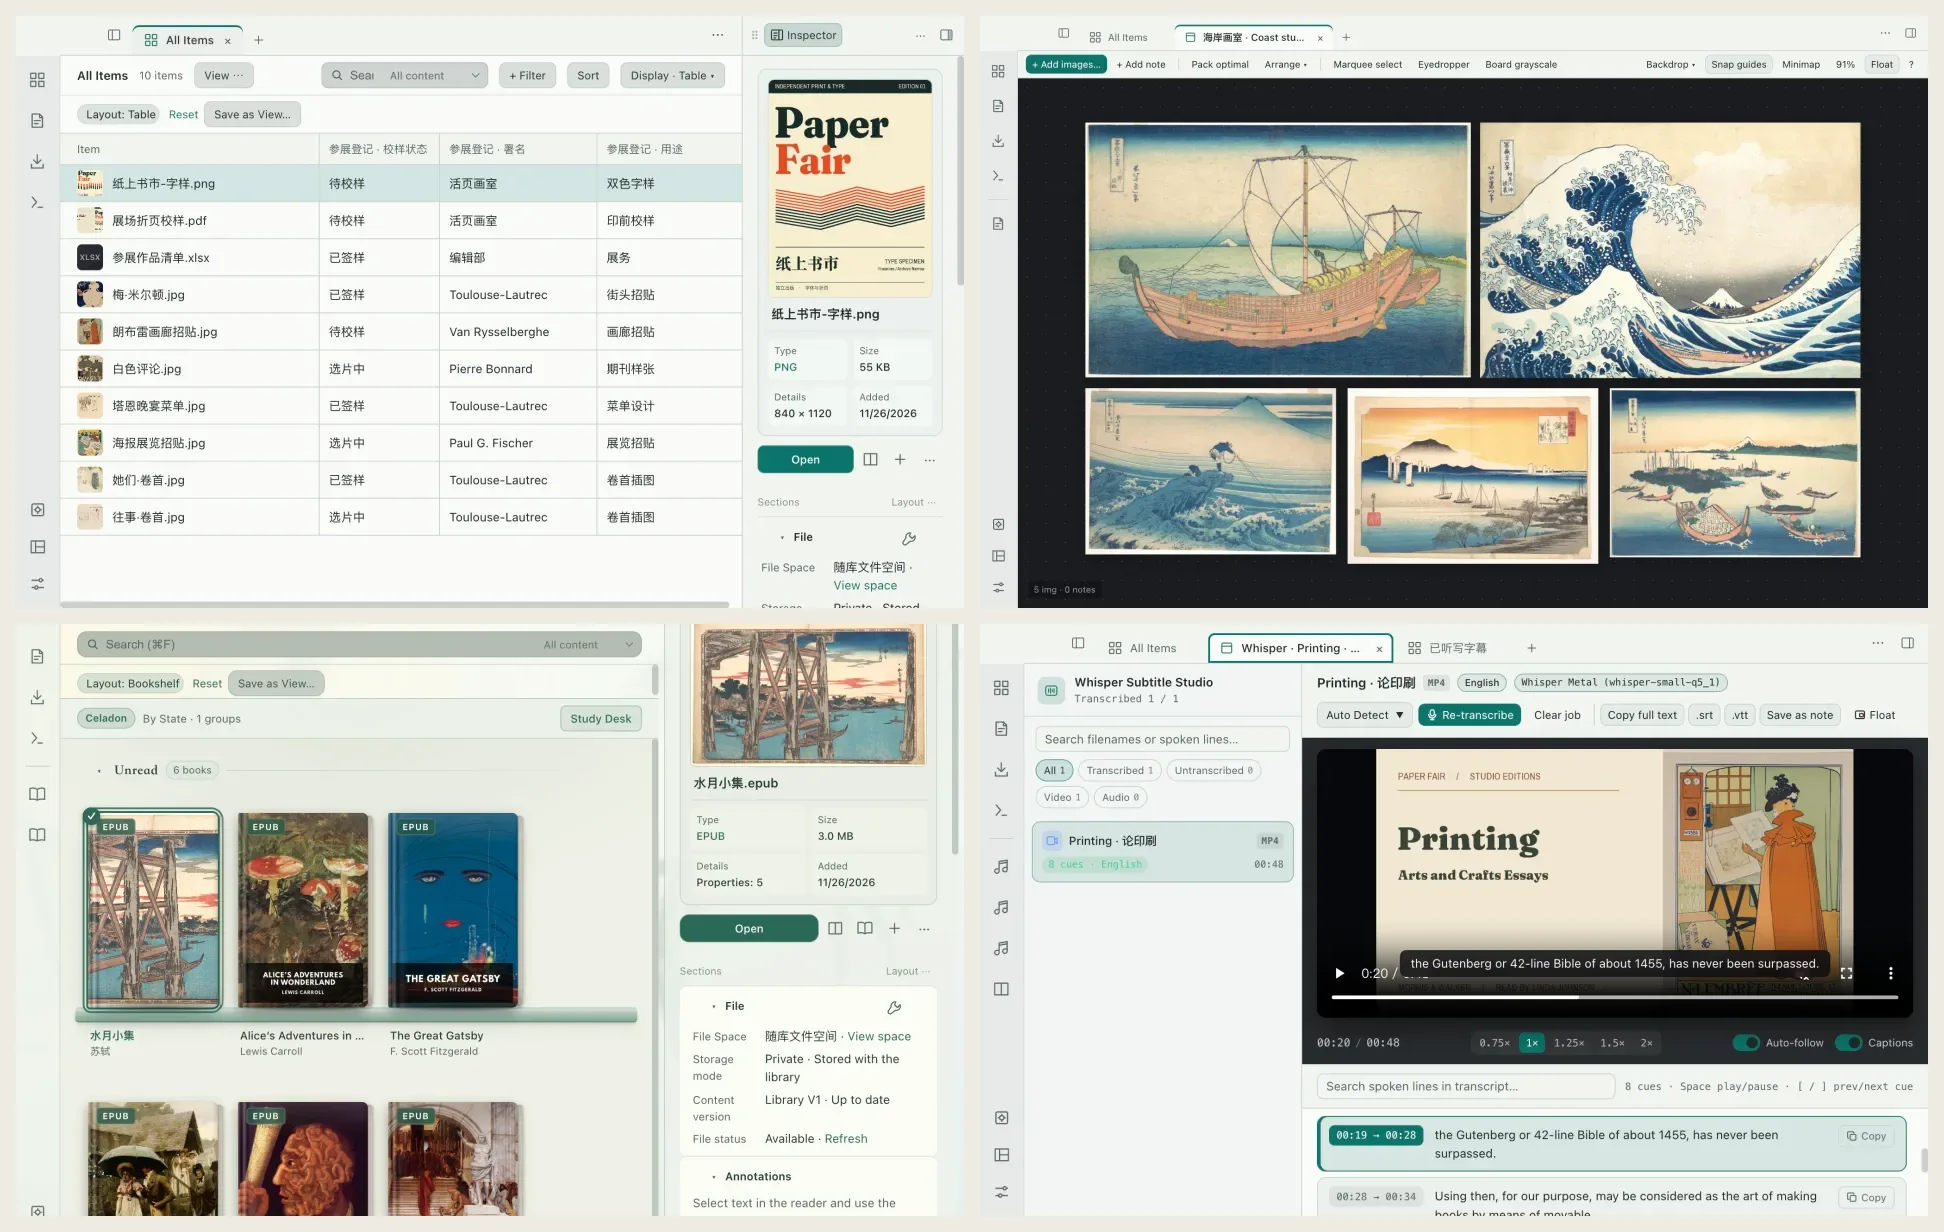 All Items
Inspector
All Items 10 items View
Sear All content
+ Filter
Sort
Display · Table
Layout: Table
Reset
Save as View...
Item 参展登记 · 校样状态 参展登记 · 署名 参展登记 · 用途
纸上书市-字样.png 待校样 活页画室 双色字样
展场折页校样.pdf 待校样 活页画室 印前校样
XLSX 参展作品清单.xlsx 已签样 编辑部 展务
梅·米尔顿.jpg 已签样 Toulouse-Lautrec 街头招贴
朗布雷画廊招贴.jpg 待校样 Van Rysselberghe 画廊招贴
白色评论.jpg 选片中 Pierre Bonnard 期刊样张
塔恩晚宴菜单.jpg 已签样 Toulouse-Lautrec 菜单设计
海报展览招贴.jpg 选片中 Paul G. Fischer 展览招贴
她们·卷首.jpg 已签样 Toulouse-Lautrec 卷首插图
往事·卷首.jpg 选片中 Toulouse-Lautrec 卷首插图
INDEPENDENT PRINT & TYPE EDITION 01
Paper
Fair
纸上书市
TYPE SPECIMEN
纸上书市-字样.png
Type Size
PNG 55 KB
Details Added
840 × 1120 11/26/2026
Open
Sections Layout
File
File Space 随库文件空间 ·
View space
Storage Private · Stored
All Items
海岸画室 · Coast stu...
+ Add images...
+ Add note
Pack optimal
Arrange
Marquee select
Eyedropper
Board grayscale
Backdrop
Snap guides
Minimap
91%
Float
?
5 img · 0 notes
Search (⌘F) All content
Layout: Bookshelf
Reset
Save as View...
Celadon
By State · 1 groups
Study Desk
Unread 6 books
EPUB
EPUB
ALICE'S ADVENTURES
IN WONDERLAND
LEWIS CARROLL
EPUB
THE GREAT GATSBY
F. SCOTT FITZGERALD
水月小集
苏轼
Alice's Adventures in ...
Lewis Carroll
The Great Gatsby
F. Scott Fitzgerald
EPUB
EPUB
EPUB
水月小集.epub
Type Size
EPUB 3.0 MB
Details Added
Properties: 5 11/26/2026
Open
Sections Layout
File
File Space 随库文件空间 · View space
Storage mode Private · Stored with the library
Content version Library V1 · Up to date
File status Available · Refresh
Annotations
Select text in the reader and use the
All Items
Whisper · Printing · ...
已听写字幕
Whisper Subtitle Studio
Transcribed 1 / 1
Search filenames or spoken lines...
All 1
Transcribed 1
Untranscribed 0
Video 1
Audio 0
Printing · 论印刷 MP4
8 cues · English 00:48
Printing · 论印刷 MP4 English Whisper Metal (whisper-small-q5_1)
Auto Detect
Re-transcribe
Clear job
Copy full text
.srt
.vtt
Save as note
Float
PAPER FAIR / STUDIO EDITIONS
Printing
Arts and Crafts Essays
the Gutenberg or 42-line Bible of about 1455, has never been surpassed.
0:20 /
00:20 / 00:48
0.75× 1× 1.25× 1.5× 2×
Auto-follow
Captions
Search spoken lines in transcript...
8 cues · Space play/pause · [ / ] prev/next cue
00:19 → 00:28
the Gutenberg or 42-line Bible of about 1455, has never been
surpassed.
Copy
00:28 → 00:34
Using then, for our purpose, may be considered as the art of making
books by means of movable
Copy